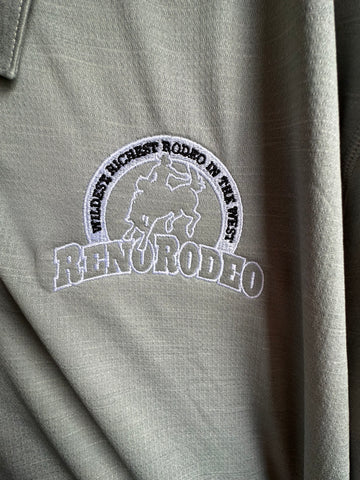 WILDEST, RICHEST RODEO IN THE WEST
RENO RODEO